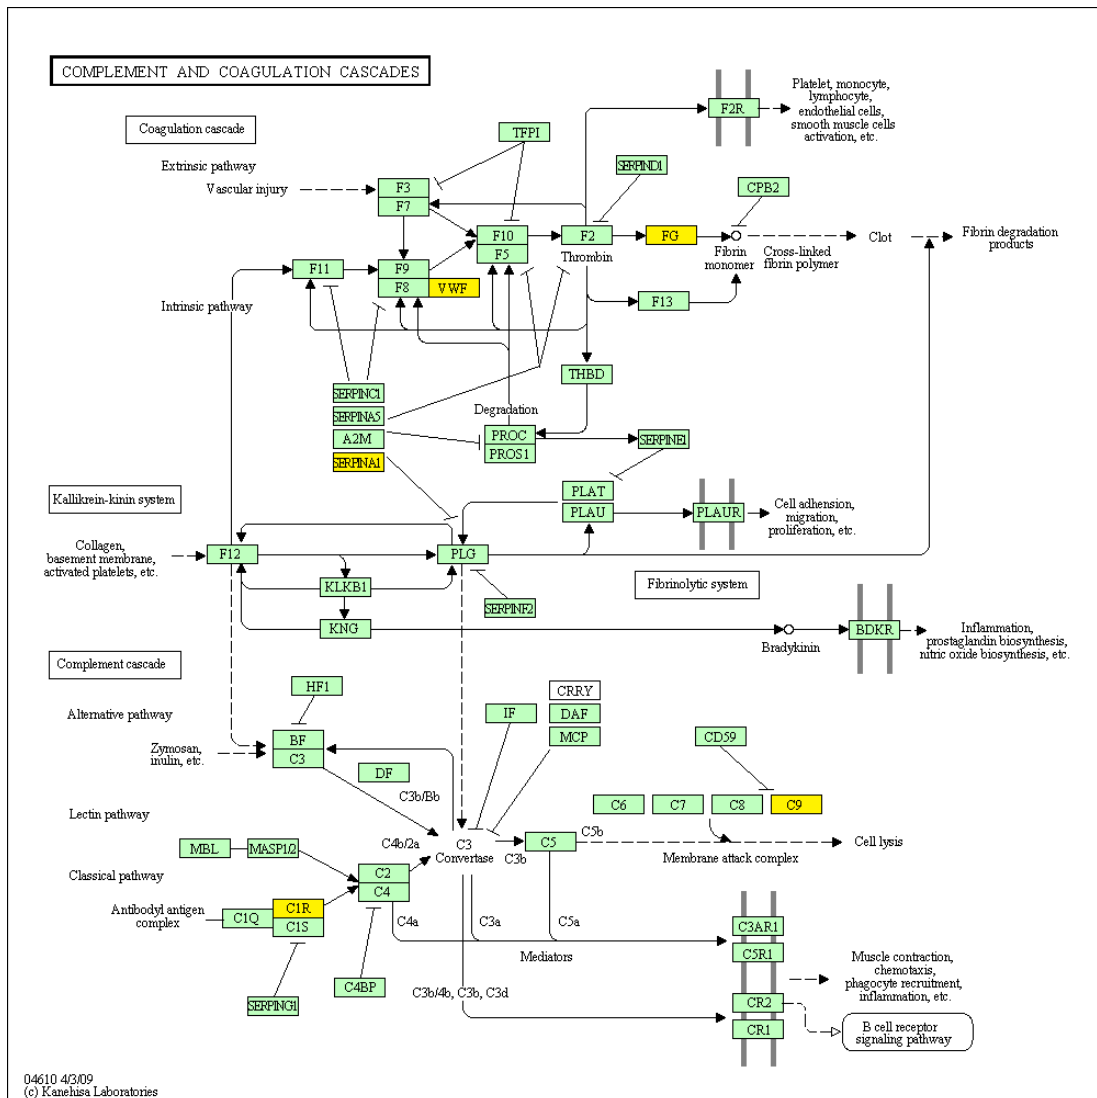 COMPLEMENT AND COAGULATION CASCADES
Platelet, monocyte,
lymphocyte,
endothelial cells,
smooth muscle cells
activation, etc.
F2R
Coagulation cascade
TFPI
Extrinsic pathway
SERPIND1
Vascular injury
F3
CPB2
F7
F10
F2
FG
Clot
Fibrin degradation
products
F5
Thrombin
Fibrin
monomer
Cross-linked
fibrin polymer
F11
F9
F8
VWF
F13
Intrinsic pathway
THBD
SERPINC1
SERPINA5
Degradation
A2M
PROC
SERPINE1
PROS1
SERPINA1
PLAT
Kallikrein-kinin system
PLAU
PLAUR
Cell adhension,
migration,
proliferation, etc.
Collagen,
basement membrane,
activated platelets, etc.
F12
PLG
KLKB1
Fibrinolytic system
SERPINF2
KNG
Bradykinin
BDKR
Inflammation,
prostaglandin biosynthesis,
nitric oxide biosynthesis, etc.
Complement cascade
HF1
CRRY
Alternative pathway
IF
DAF
MCP
CD59
Zymosan,
inulin, etc.
BF
C3
DF
C3b/Bb
C6
C7
C8
C9
Lectin pathway
C5b
MBL
MASP1/2
C4b/2a
C3
Convertase
C3b
C5
Cell lysis
Membrane attack complex
Classical pathway
C2
C4
Antibodyl antigen
complex
C1Q
C1R
C1S
C4a
C3a
C5a
C3AR1
Mediators
C5R1
Muscle contraction,
chemotaxis,
phagocyte recruitment,
inflammation, etc.
C4BP
C3b/4b, C3b, C3d
SERPING1
CR2
CR1
B cell receptor
signaling pathway
04610 4/3/09
(c) Kanehisa Laboratories